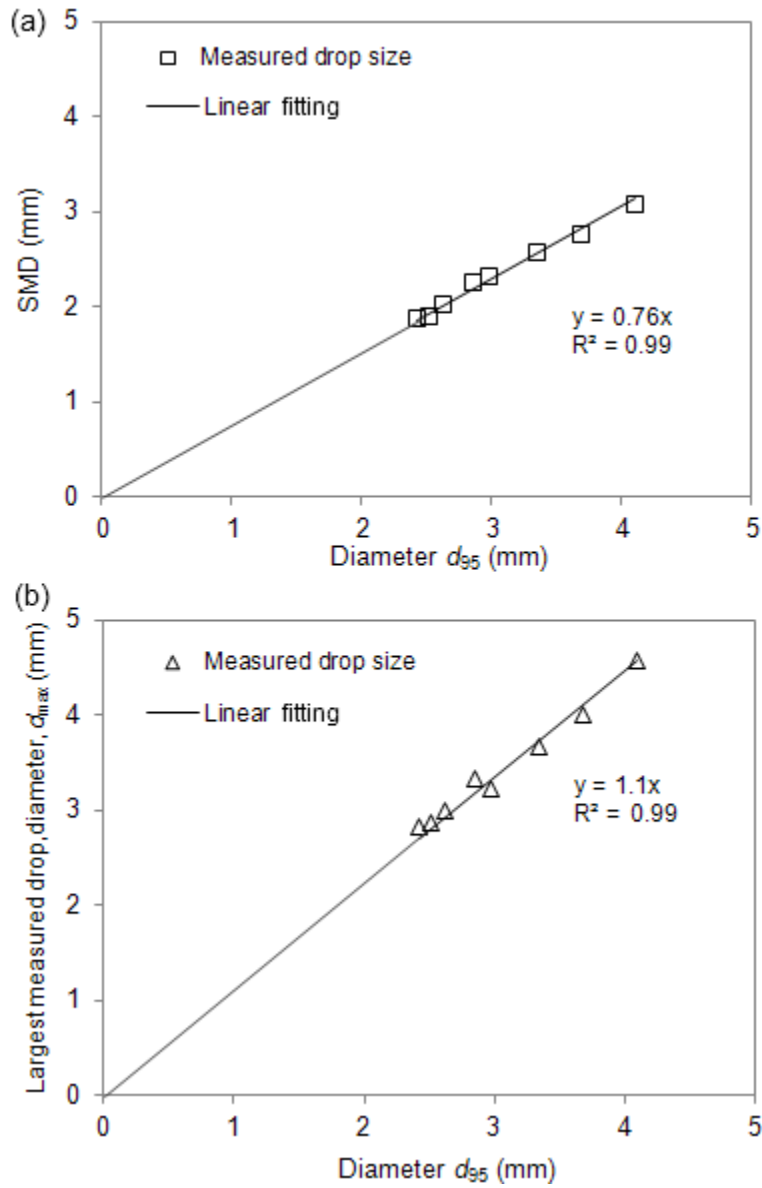 (a)
5
Measured drop size
4
Linear fitting
3
SMD (mm)
2
y = 0.76x
R² = 0.99
1
0
0 1 2 3 4 5
Diameter d95 (mm)
(b)
5
Measured drop size
4
Linear fitting
3
Largest measured drop,diameter, dmax (mm)
y = 1.1x
R² = 0.99
2
1
0
0 1 2 3 4 5
Diameter d95 (mm)